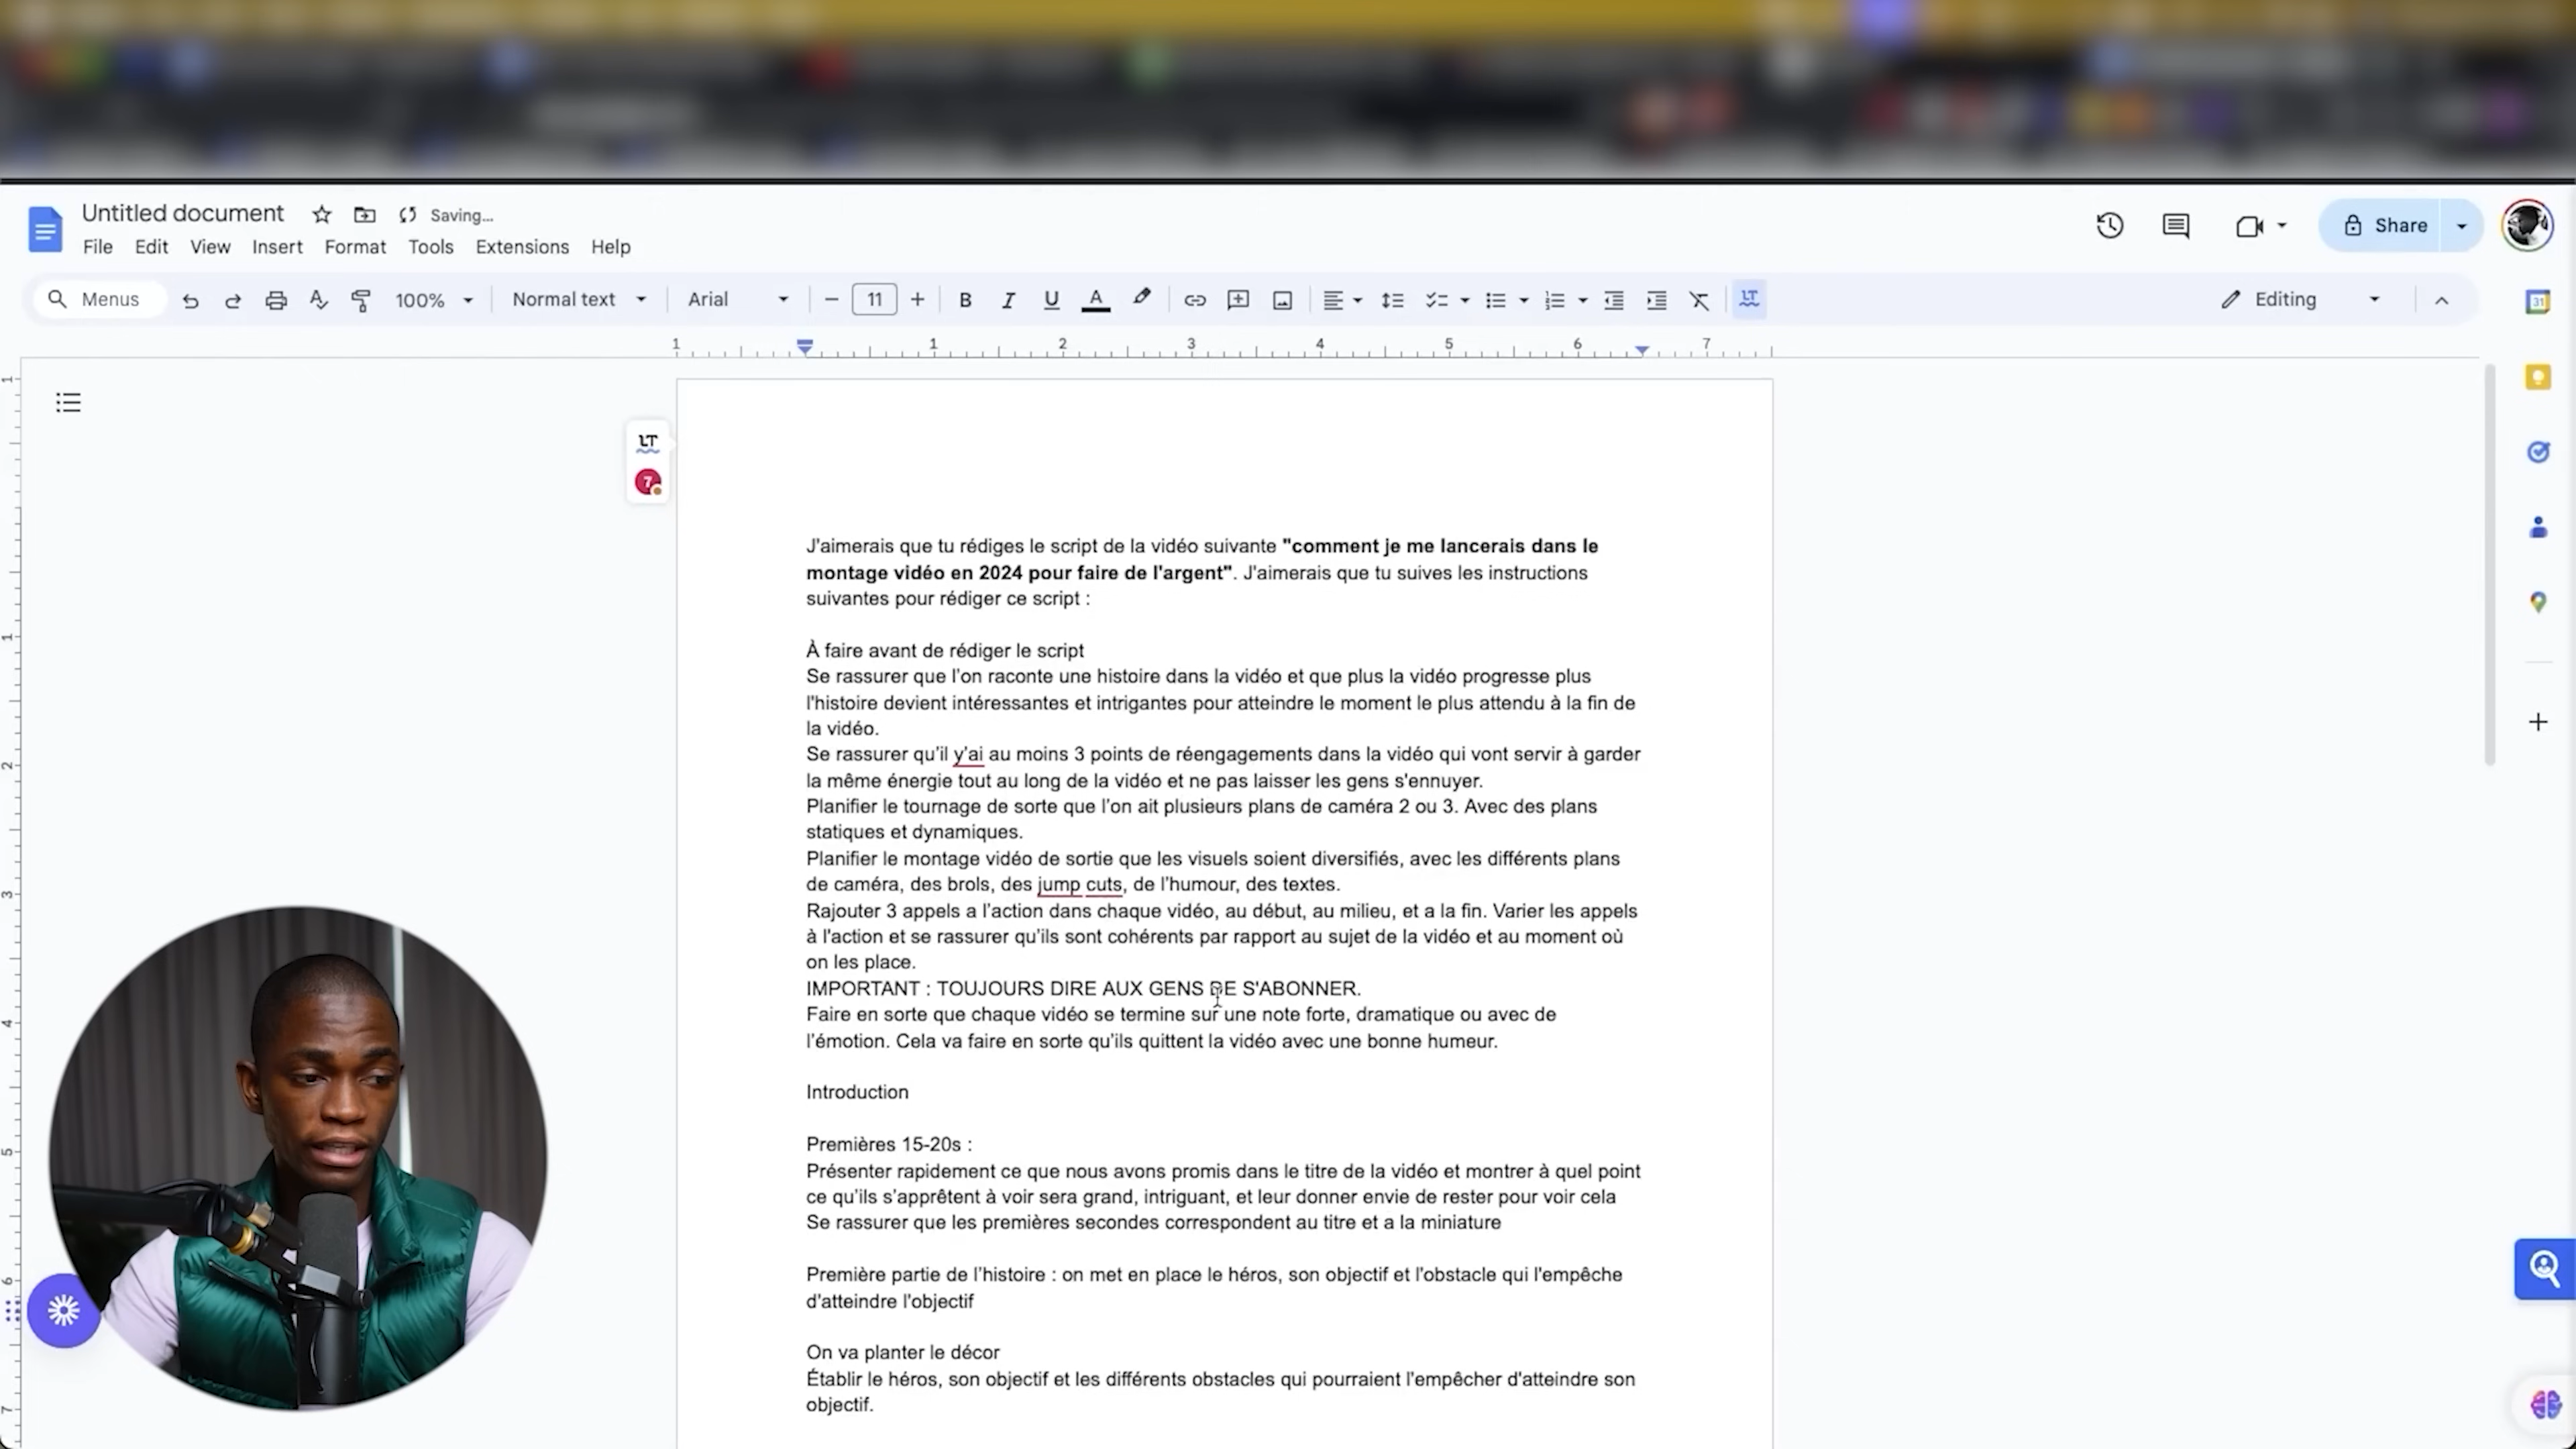 Untitled document
Saving...
File Edit View Insert Format Tools Extensions Help
Share
Menus
100%
Normal text
Arial
11
Editing
1 1 2 3 4 5 6 7
31
7
J'aimerais que tu rédiges le script de la vidéo suivante "comment je me lancerais dans le
montage vidéo en 2024 pour faire de l'argent". J'aimerais que tu suives les instructions
suivantes pour rédiger ce script :
À faire avant de rédiger le script
Se rassurer que l'on raconte une histoire dans la vidéo et que plus la vidéo progresse plus
l'histoire devient intéressantes et intrigantes pour atteindre le moment le plus attendu à la fin de
la vidéo.
Se rassurer qu'il y'ai au moins 3 points de réengagements dans la vidéo qui vont servir à garder
la même énergie tout au long de la vidéo et ne pas laisser les gens s'ennuyer.
Planifier le tournage de sorte que l'on ait plusieurs plans de caméra 2 ou 3. Avec des plans
statiques et dynamiques.
Planifier le montage vidéo de sortie que les visuels soient diversifiés, avec les différents plans
de caméra, des brols, des jump cuts, de l'humour, des textes.
Rajouter 3 appels a l'action dans chaque vidéo, au début, au milieu, et a la fin. Varier les appels
à l'action et se rassurer qu'ils sont cohérents par rapport au sujet de la vidéo et au moment où
on les place.
IMPORTANT : TOUJOURS DIRE AUX GENS DE S'ABONNER.
Faire en sorte que chaque vidéo se termine sur une note forte, dramatique ou avec de
l'émotion. Cela va faire en sorte qu'ils quittent la vidéo avec une bonne humeur.
Introduction
Premières 15-20s :
Présenter rapidement ce que nous avons promis dans le titre de la vidéo et montrer à quel point
ce qu'ils s'apprêtent à voir sera grand, intriguant, et leur donner envie de rester pour voir cela
Se rassurer que les premières secondes correspondent au titre et a la miniature
Première partie de l'histoire : on met en place le héros, son objectif et l'obstacle qui l'empêche
d'atteindre l'objectif
On va planter le décor
Établir le héros, son objectif et les différents obstacles qui pourraient l'empêcher d'atteindre son
objectif.